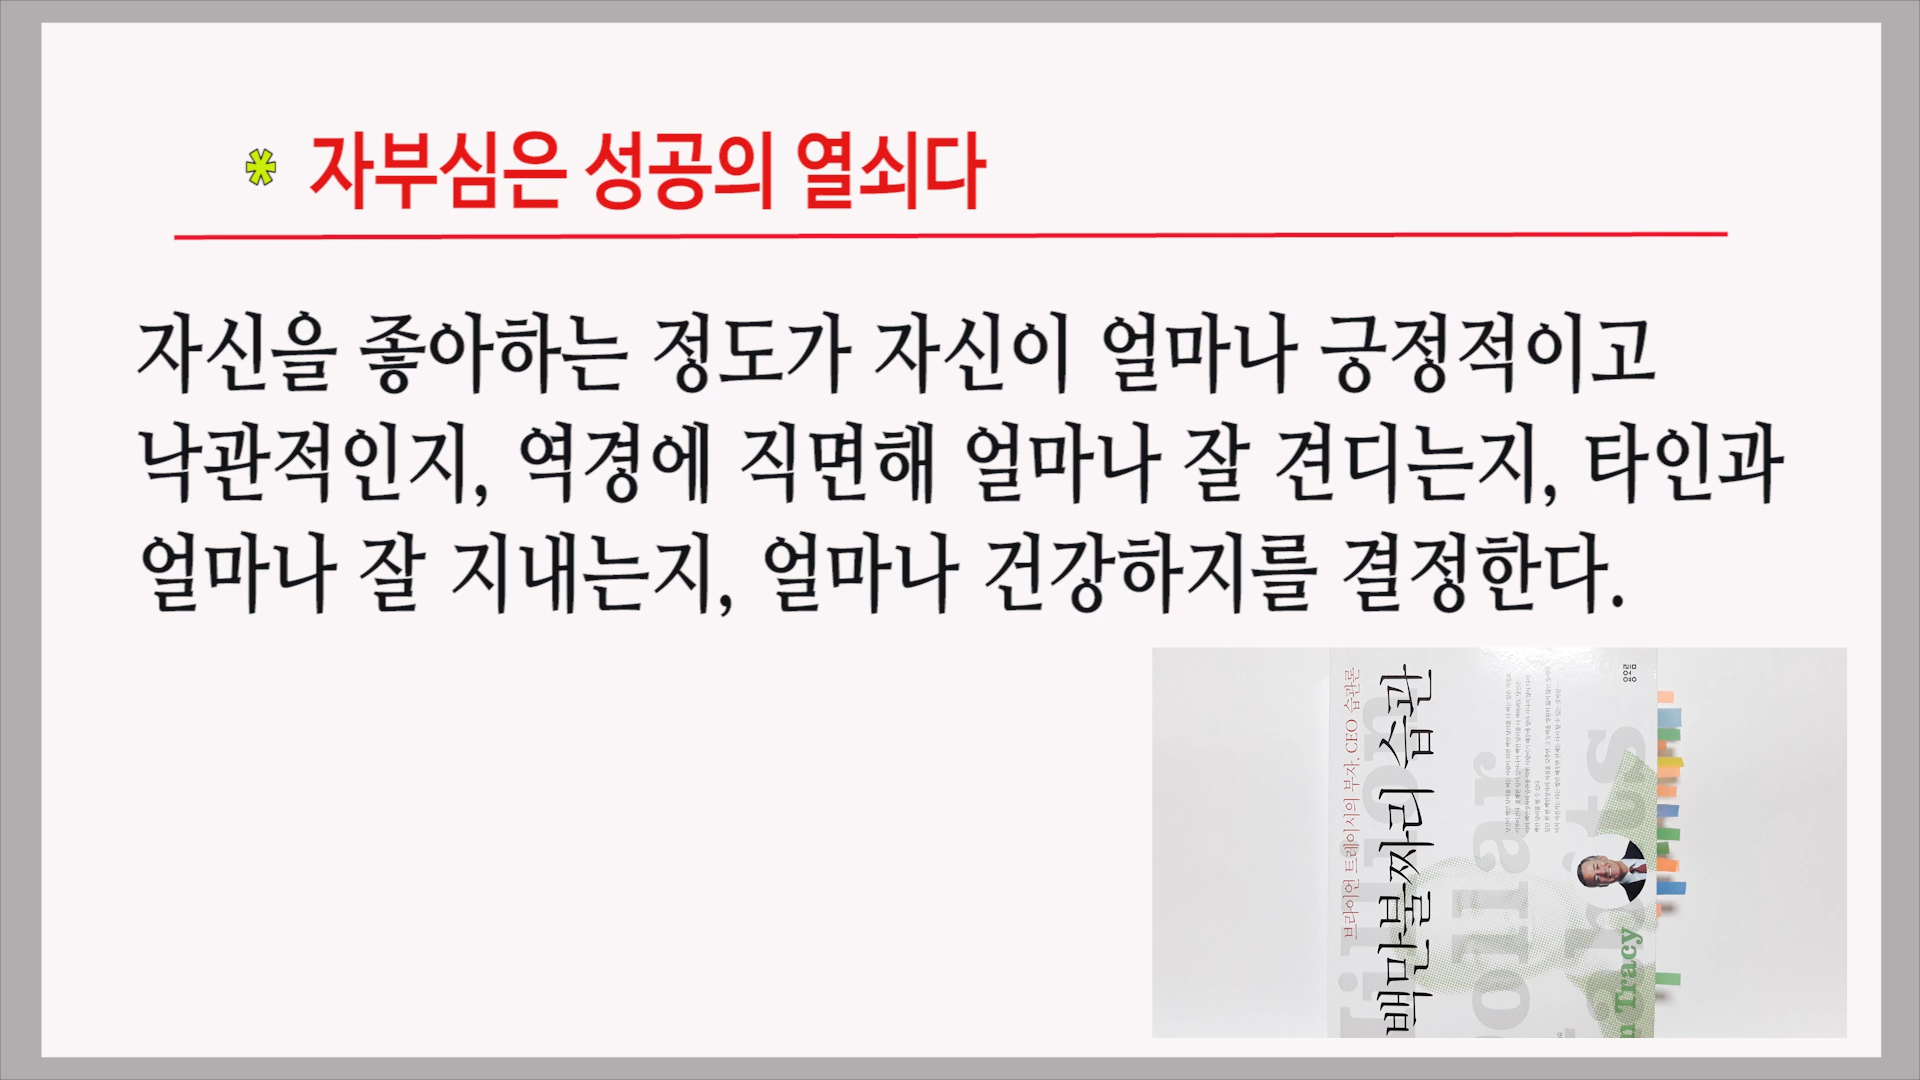 * 자부심은 성공의 열쇠다
자신을 좋아하는 정도가 자신이 얼마나 긍정적이고
낙관적인지, 역경에 직면해 얼마나 잘 견디는지, 타인과
얼마나 잘 지내는지, 얼마나 건강하지를 결정한다.
브라이언 트레이시의 부자, CEO 습관론
백만불짜리 습관
illion
ollar
abits
n Tracy